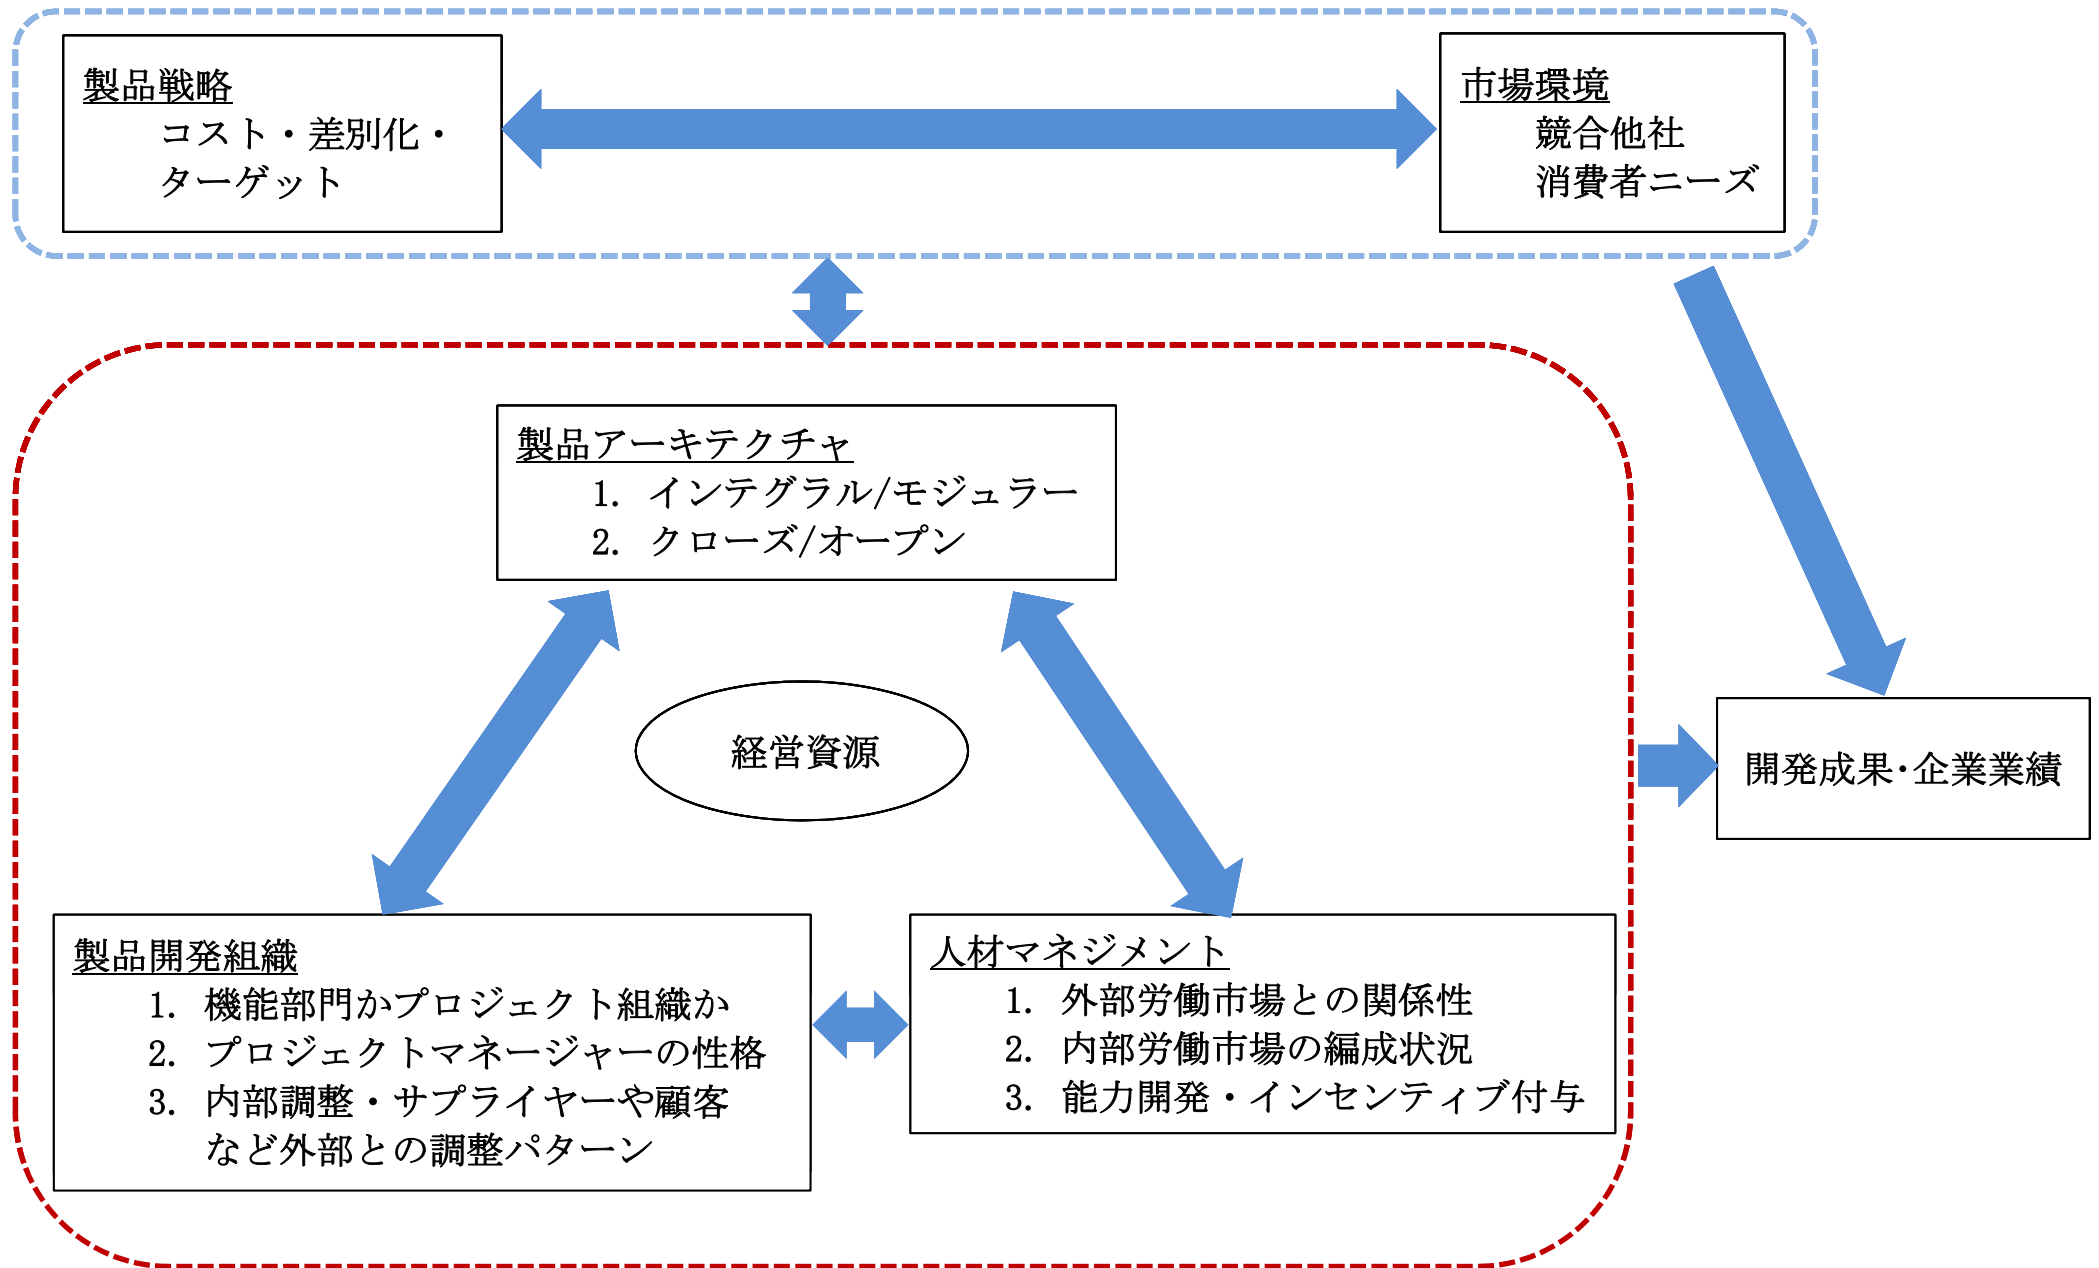 製品戦略
コスト・差別化・
ターゲット
市場環境
競合他社
消費者ニーズ
製品アーキテクチャ
1. インテグラル/モジュラー
2. クローズ/オープン
経営資源
開発成果・企業業績
製品開発組織
1. 機能部門かプロジェクト組織か
2. プロジェクトマネージャーの性格
3. 内部調整・サプライヤーや顧客
など外部との調整パターン
人材マネジメント
1. 外部労働市場との関係性
2. 内部労働市場の編成状況
3. 能力開発・インセンティブ付与